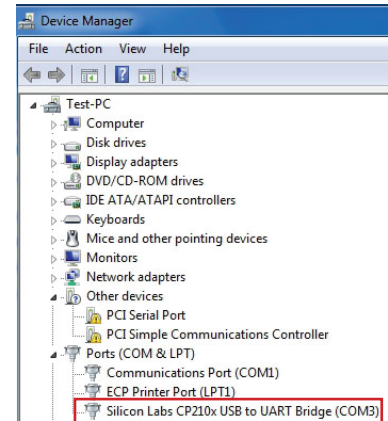 Device Manager
File Action View Help
Test-PC
Computer
Disk drives
Display adapters
DVD/CD-ROM drives
IDE ATA/ATAPI controllers
Keyboards
Mice and other pointing devices
Monitors
Network adapters
Other devices
PCI Serial Port
PCI Simple Communications Controller
Ports (COM & LPT)
Communications Port (COM1)
ECP Printer Port (LPT1)
Silicon Labs CP210x USB to UART Bridge (COM3)